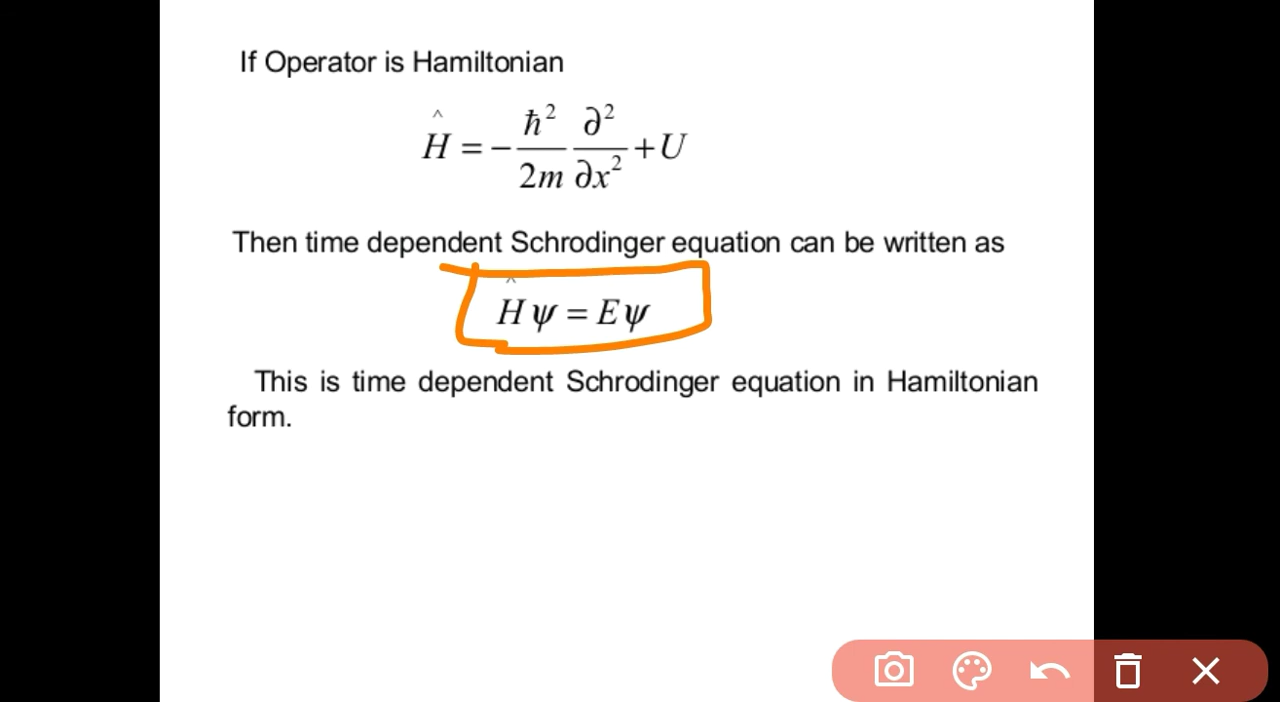 If Operator is Hamiltonian
Ĥ = −ħ²/2m ∂²/∂x² + U
Then time dependent Schrodinger equation can be written as
Ĥψ = Eψ
This is time dependent Schrodinger equation in Hamiltonian
form.